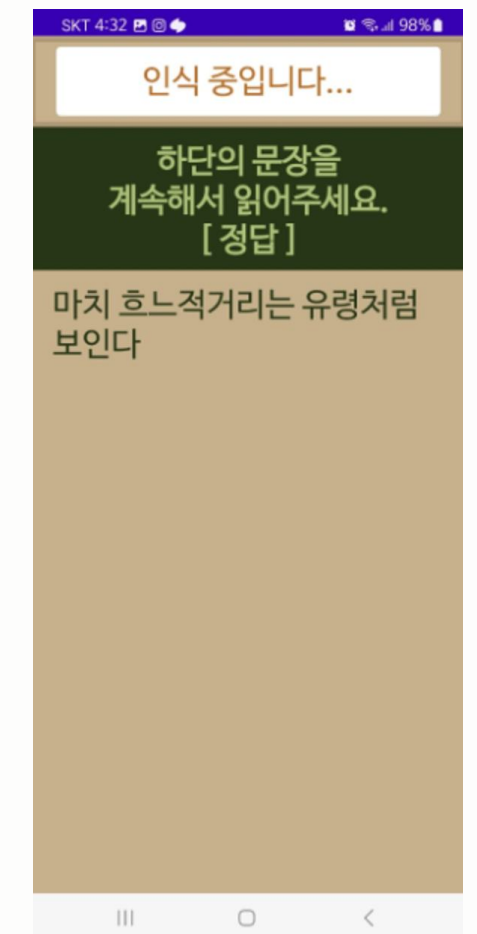 SKT 4:32
98%
인식 중입니다...
하단의 문장을
계속해서 읽어주세요.
[ 정답 ]
마치 흐느적거리는 유령처럼
보인다